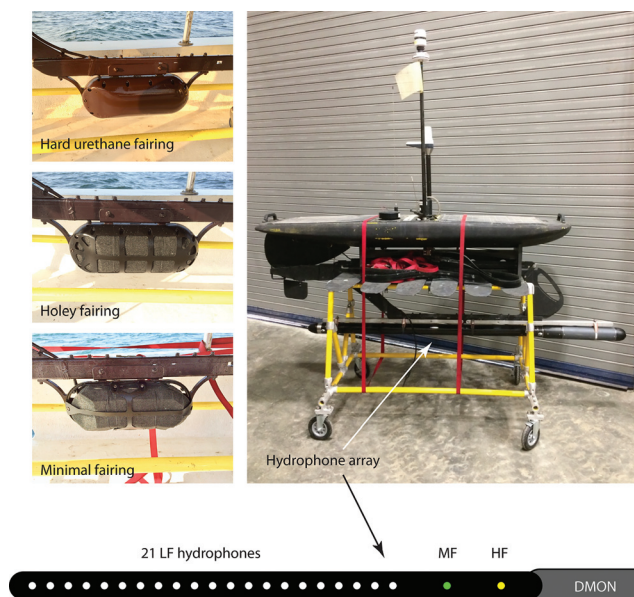 Hard urethane fairing
Holey fairing
Minimal fairing
Hydrophone array
21 LF hydrophones
MF
HF
DMON